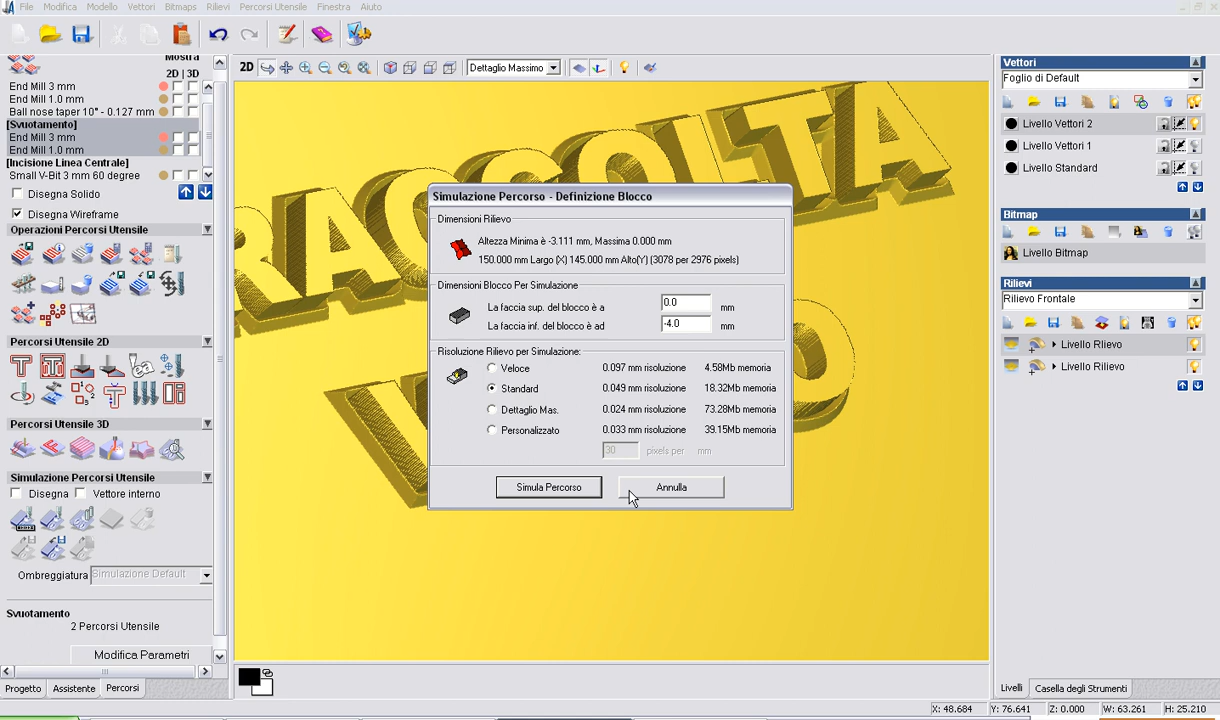 File Modifica Modello Vettori Bitmaps Rilievi Percorsi Utensile Finestra Aiuto
Mostra
2D | 3D
End Mill 3 mm
End Mill 1.0 mm
Ball nose taper 10° - 0.127 mm
[Svuotamento]
End Mill 3 mm
End Mill 1.0 mm
[Incisione Linea Centrale]
Small V-Bit 3 mm 60 degree
Disegna Solido
Disegna Wireframe
Operazioni Percorsi Utensile
Percorsi Utensile 2D
Percorsi Utensile 3D
Simulazione Percorsi Utensile
Disegna Vettore interno
Ombreggiatura Simulazione Default
Svuotamento
2 Percorsi Utensile
Modifica Parametri
Progetto Assistente Percorsi
2D Dettaglio Massimo
RACCOLTA
Simulazione Percorso - Definizione Blocco
Dimensioni Rilievo
Altezza Minima è -3.111 mm, Massima 0.000 mm
150.000 mm Largo (X) 145.000 mm Alto(Y) (3078 per 2976 pixels)
Dimensioni Blocco Per Simulazione
La faccia sup. del blocco è a 0.0 mm
La faccia inf. del blocco è ad -4.0 mm
Risoluzione Rilievo per Simulazione:
Veloce 0.097 mm risoluzione 4.58Mb memoria
Standard 0.049 mm risoluzione 18.32Mb memoria
Dettaglio Mas. 0.024 mm risoluzione 73.28Mb memoria
Personalizzato 0.033 mm risoluzione 39.15Mb memoria
30 pixels per mm
Simula Percorso Annulla
Vettori
Foglio di Default
Livello Vettori 2
Livello Vettori 1
Livello Standard
Bitmap
Livello Bitmap
Rilievi
Rilievo Frontale
Livello RIlievo
Livello RIlievo
Livelli Casella degli Strumenti
X: 48.684 Y: 76.641 Z: 0.000 W: 63.261 H: 25.210